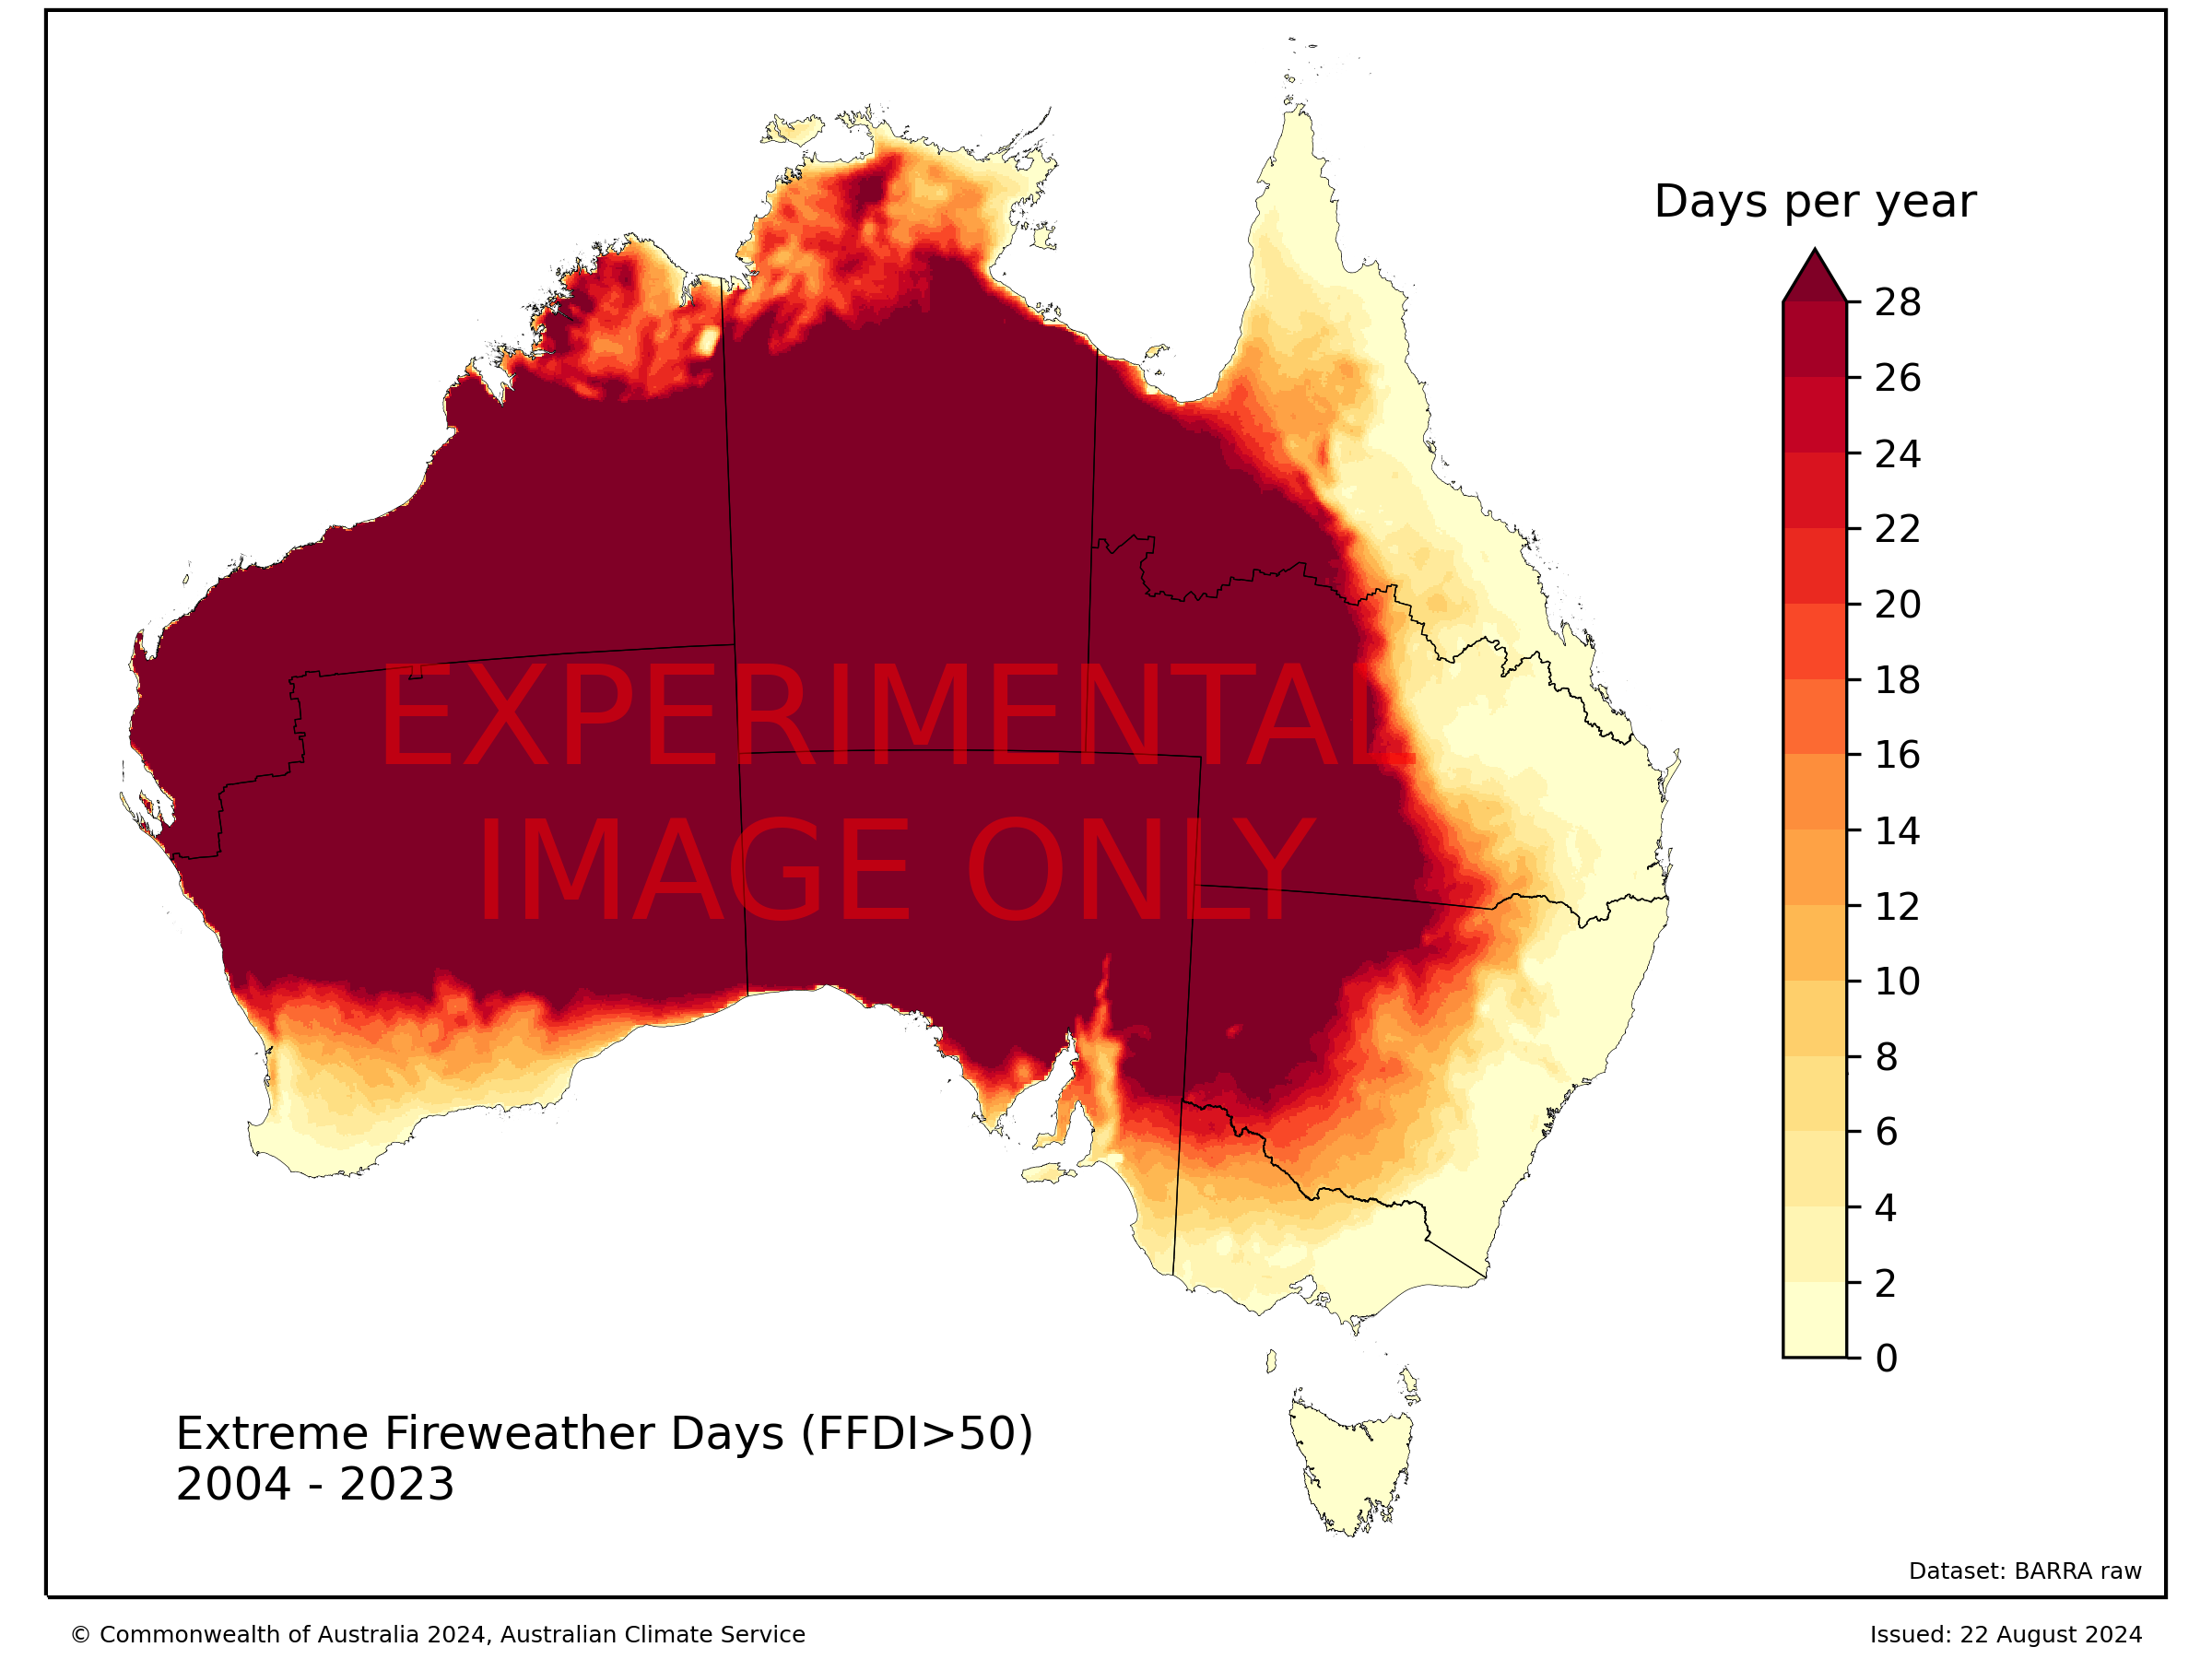 Days per year
28
26
24
22
20
18
16
14
12
10
8
6
4
2
0
EXPERIMENTAL
IMAGE ONLY
Extreme Fireweather Days (FFDI>50)
2004 - 2023
Dataset: BARRA raw
© Commonwealth of Australia 2024, Australian Climate Service
Issued: 22 August 2024